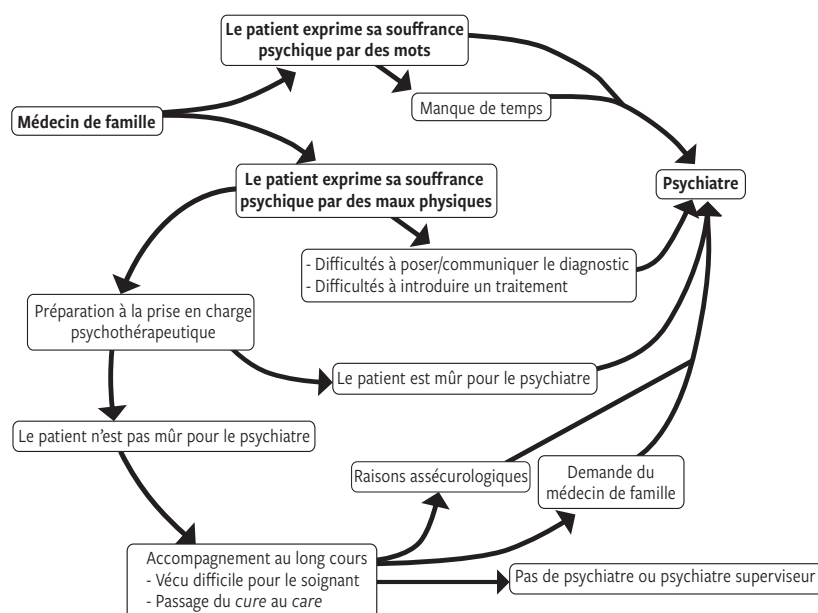 Le patient exprime sa souffrance
psychique par des mots
Manque de temps
Médecin de famille
Le patient exprime sa souffrance
psychique par des maux physiques
Psychiatre
- Difficultés à poser/communiquer le diagnostic
- Difficultés à introduire un traitement
Préparation à la prise en charge
psychothérapeutique
Le patient est mûr pour le psychiatre
Le patient n'est pas mûr pour le psychiatre
Raisons assécurologiques
Demande du
médecin de famille
Accompagnement au long cours
- Vécu difficile pour le soignant
- Passage du cure au care
Pas de psychiatre ou psychiatre superviseur